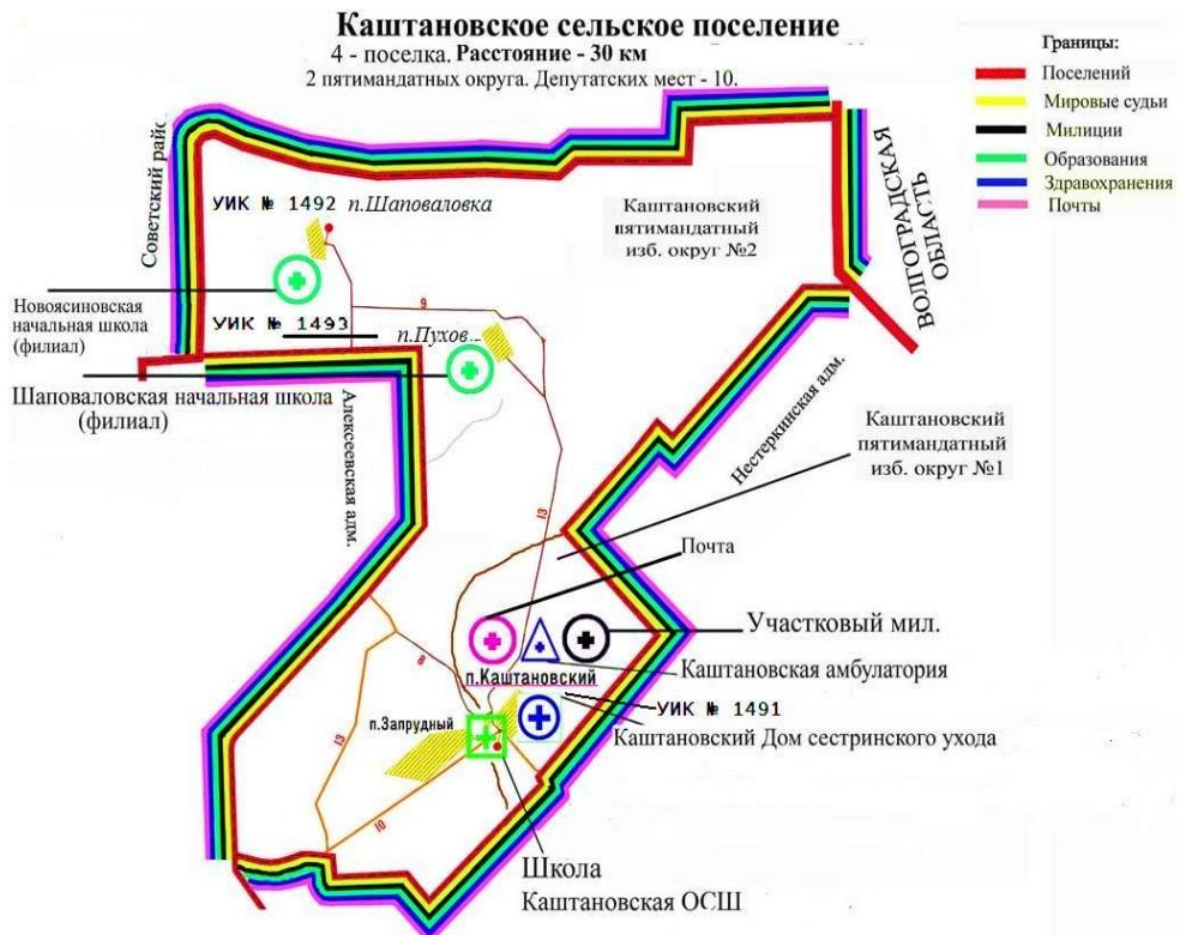 Каштановское сельское поселение
4 - поселка. Расстояние - 30 км
2 пятимандатных округа. Депутатских мест - 10.
Границы:
Поселений
Мировые судьи
Милиции
Образования
Здравохранения
Почты
Советский райо
ВОЛГОГРАДСКАЯ
ОБЛАСТЬ
УИК № 1492 п.Шаповаловка
Каштановский
пятимандатный
изб. округ №2
Новоясиновская
начальная школа
(филиал)
9
УИК № 1493
п.Пухов
Шаповаловская начальная школа
(филиал)
Алексеевская адм.
Нестеркинская адм.
Каштановский
пятимандатный
изб. округ №1
13
Почта
Участковый мил.
8
п.Каштановский
Каштановская амбулатория
УИК № 1491
п.Запрудный
Каштановский Дом сестринского ухода
13
10
Школа
Каштановская ОСШ